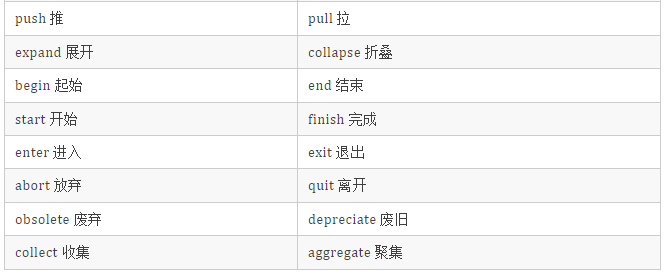 push 推 pull 拉
expand 展开 collapse 折叠
begin 起始 end 结束
start 开始 finish 完成
enter 进入 exit 退出
abort 放弃 quit 离开
obsolete 废弃 depreciate 废旧
collect 收集 aggregate 聚集